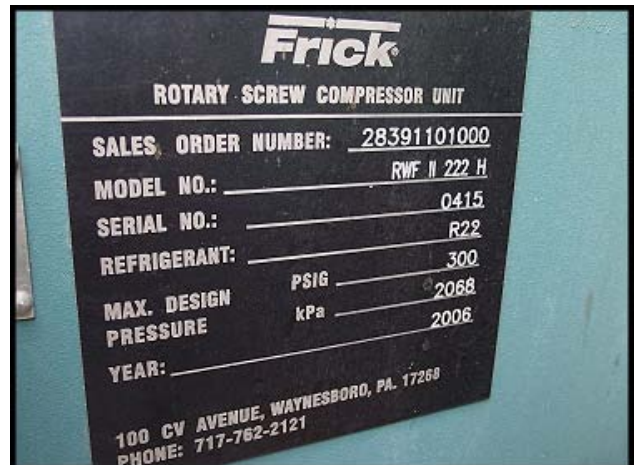 Frick®
ROTARY SCREW COMPRESSOR UNIT
SALES ORDER NUMBER: 28391101000
MODEL NO.: RWF II 222 H
SERIAL NO.: 0415
REFRIGERANT: R22
MAX. DESIGN PRESSURE PSIG 300
kPa 2068
YEAR: 2006
100 CV AVENUE, WAYNESBORO, PA. 17268
PHONE: 717-762-2121